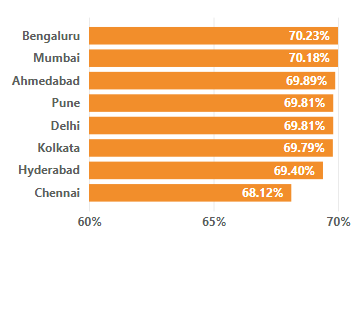 Bengaluru 70.23%
Mumbai 70.18%
Ahmedabad 69.89%
Pune 69.81%
Delhi 69.81%
Kolkata 69.79%
Hyderabad 69.40%
Chennai 68.12%
60% 65% 70%